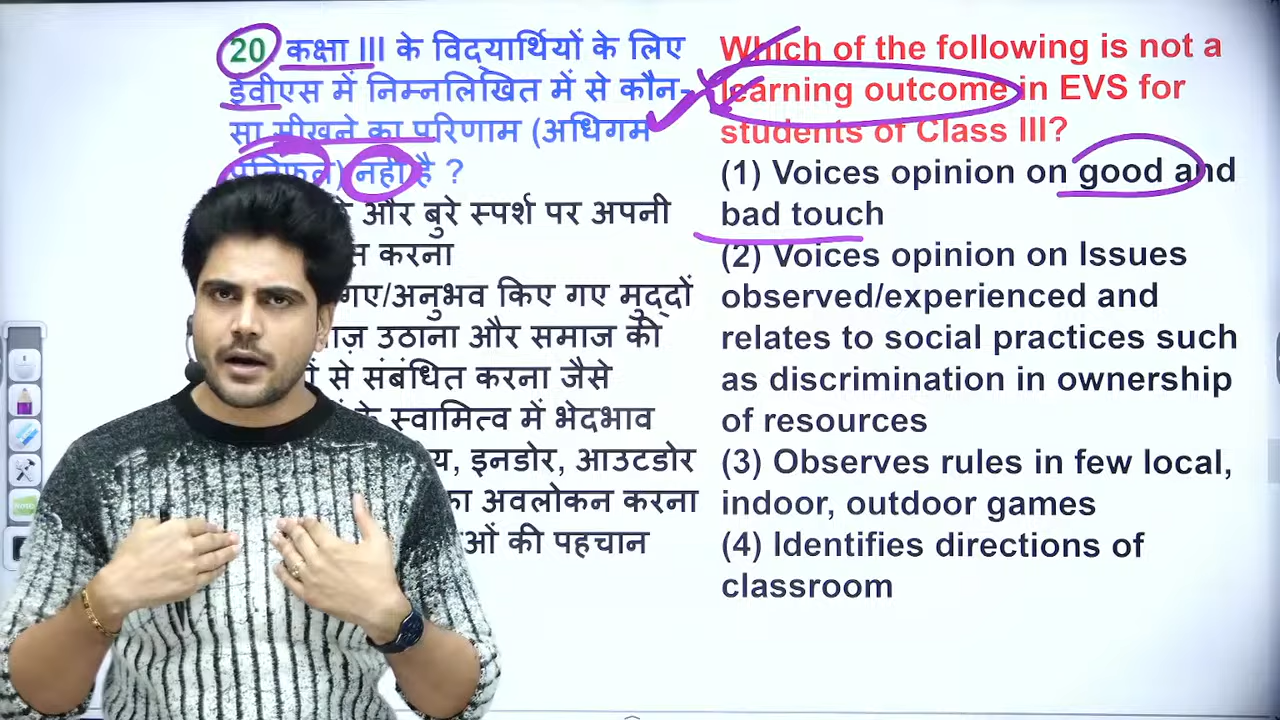 20 कक्षा III के विद्यार्थियों के लिए
ईवीएस में निम्नलिखित में से कौन-
सा सीखने का परिणाम (अधिगम
प्रतिफल) नहीं है ?
और बुरे स्पर्श पर अपनी
करना
गए/अनुभव किए गए मुद्दों
उठाना और समाज की
से संबंधित करना जैसे
के स्वामित्व में भेदभाव
इनडोर, आउटडोर
का अवलोकन करना
की पहचान
Which of the following is not a
learning outcome in EVS for
students of Class III?
(1) Voices opinion on good and
bad touch
(2) Voices opinion on Issues
observed/experienced and
relates to social practices such
as discrimination in ownership
of resources
(3) Observes rules in few local,
indoor, outdoor games
(4) Identifies directions of
classroom